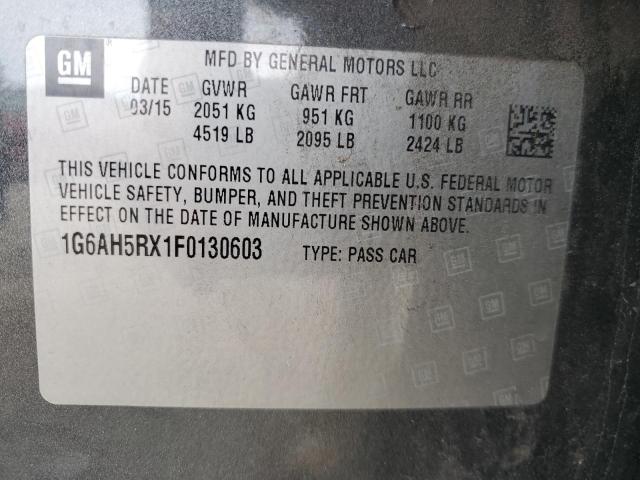 GM
MFD BY GENERAL MOTORS LLC
DATE GVWR GAWR FRT GAWR RR
03/15 2051 KG 951 KG 1100 KG
4519 LB 2095 LB 2424 LB
THIS VEHICLE CONFORMS TO ALL APPLICABLE U.S. FEDERAL MOTOR
VEHICLE SAFETY, BUMPER, AND THEFT PREVENTION STANDARDS IN
EFFECT ON THE DATE OF MANUFACTURE SHOWN ABOVE.
1G6AH5RX1F0130603 TYPE: PASS CAR